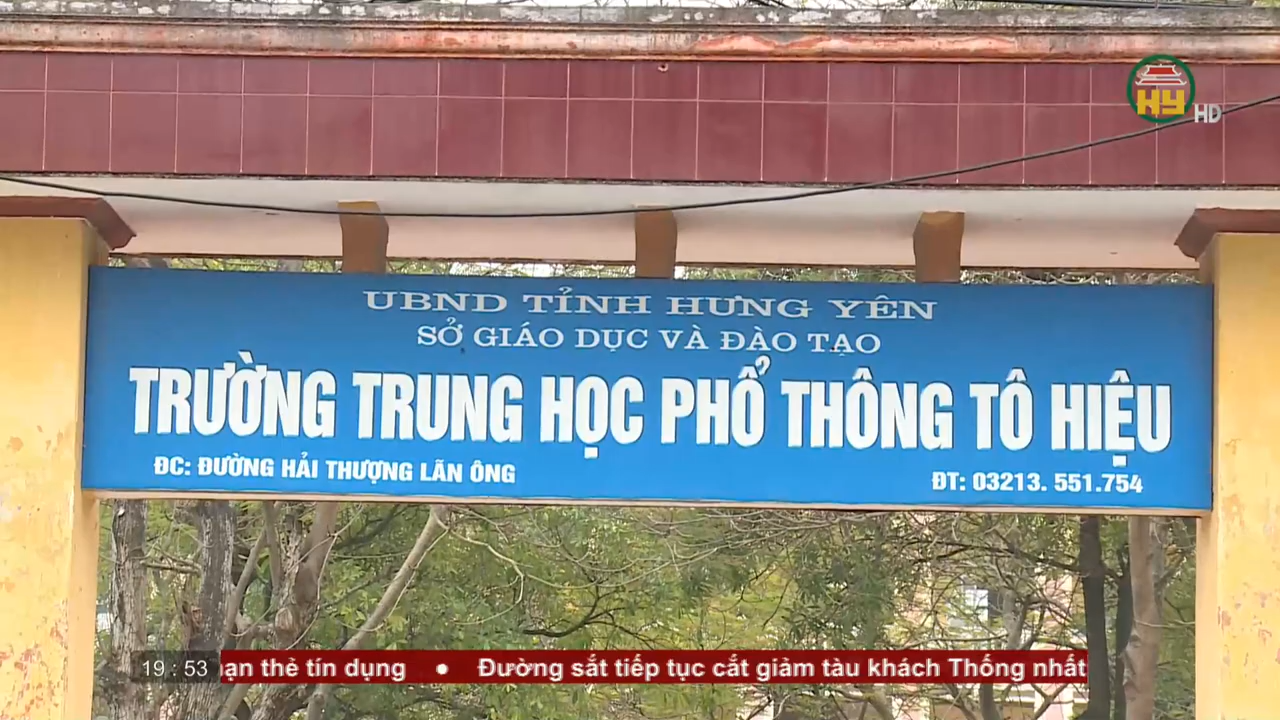 HY HD
UBND TỈNH HƯNG YÊN
SỞ GIÁO DỤC VÀ ĐÀO TẠO
TRƯỜNG TRUNG HỌC PHỔ THÔNG TÔ HIỆU
ĐC: ĐƯỜNG HẢI THƯỢNG LÃN ÔNG
ĐT: 03213. 551.754
19 : 53 ạn thẻ tín dụng • Đường sắt tiếp tục cắt giảm tàu khách Thống nhất